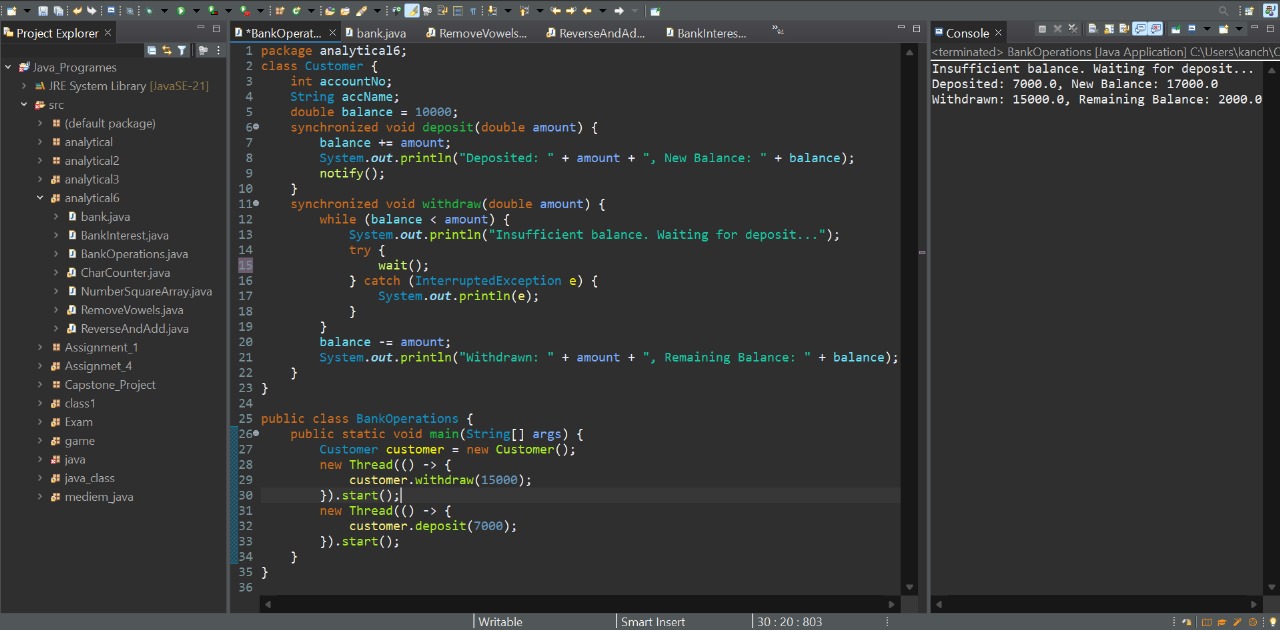 Project Explorer ×
Java_Programes
JRE System Library [JavaSE-21]
src
(default package)
analytical
analytical2
analytical3
analytical6
bank.java
BankInterest.java
BankOperations.java
CharCounter.java
NumberSquareArray.java
RemoveVowels.java
ReverseAndAdd.java
Assignment_1
Assignmet_4
Capstone_Project
class1
Exam
game
java
java_class
mediem_java
*BankOperat... × bank.java RemoveVowels... ReverseAndAd... BankInteres...
1 package analytical6;
2 class Customer {
3 int accountNo;
4 String accName;
5 double balance = 10000;
6 synchronized void deposit(double amount) {
7 balance += amount;
8 System.out.println("Deposited: " + amount + ", New Balance: " + balance);
9 notify();
10 }
11 synchronized void withdraw(double amount) {
12 while (balance < amount) {
13 System.out.println("Insufficient balance. Waiting for deposit...");
14 try {
15 wait();
16 } catch (InterruptedException e) {
17 System.out.println(e);
18 }
19 }
20 balance -= amount;
21 System.out.println("Withdrawn: " + amount + ", Remaining Balance: " + balance);
22 }
23 }
24
25 public class BankOperations {
26 public static void main(String[] args) {
27 Customer customer = new Customer();
28 new Thread(() -> {
29 customer.withdraw(15000);
30 }).start();
31 new Thread(() -> {
32 customer.deposit(7000);
33 }).start();
34 }
35 }
36
Console ×
<terminated> BankOperations [Java Application] C:\Users\kanch\
Insufficient balance. Waiting for deposit...
Deposited: 7000.0, New Balance: 17000.0
Withdrawn: 15000.0, Remaining Balance: 2000.0
Writable Smart Insert 30 : 20 : 803